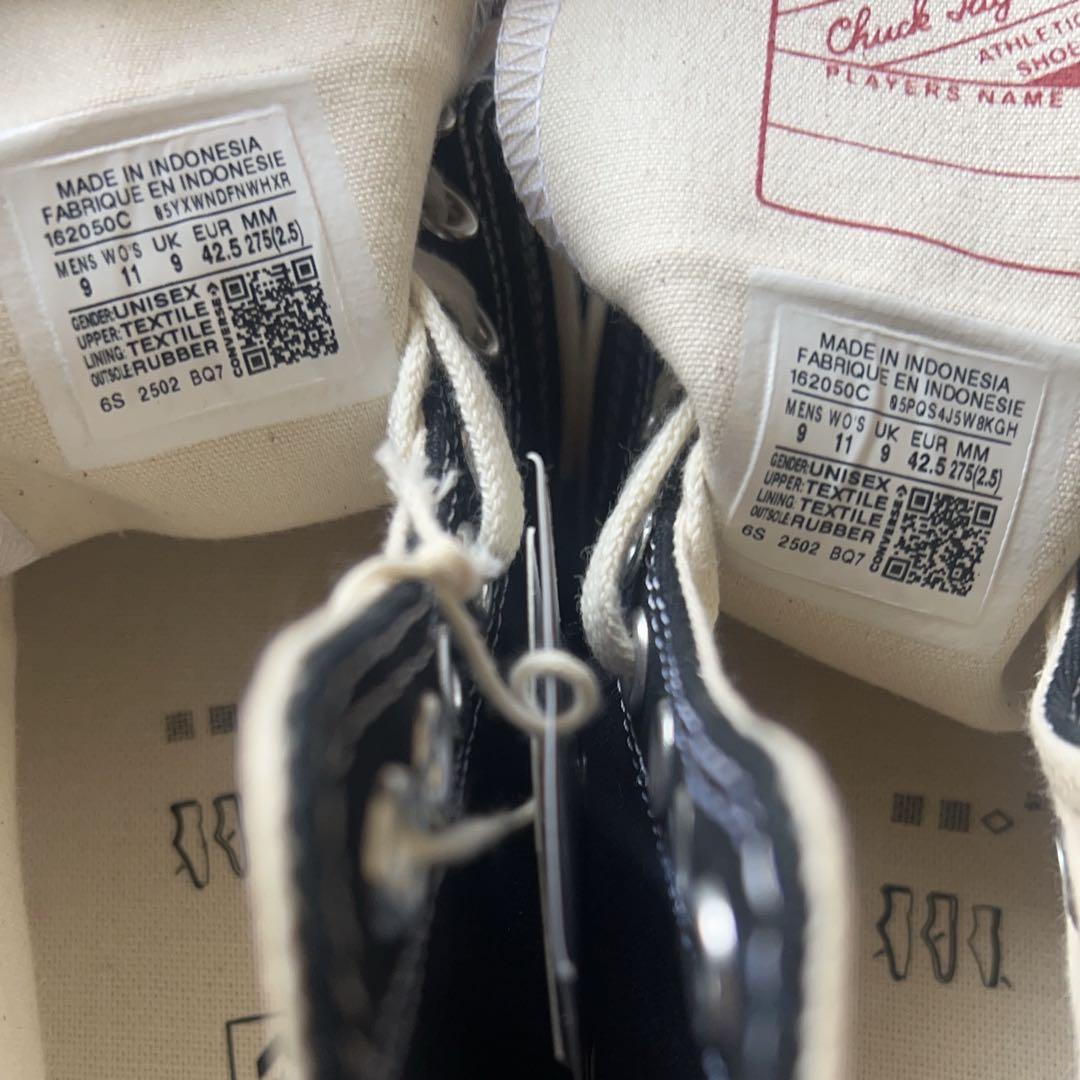 MADE IN INDONESIA
FABRIQUE EN INDONESIE
162050C 05YXWNDFNWHXR
MENS WO'S UK EUR MM
9 11 9 42.5 275(2.5)
GENDER: UNISEX
UPPER: TEXTILE
LINING: TEXTILE
OUTSOLE: RUBBER
CONVERSE
6S 2502 BQ7
Chuck Tay
ATHLETIC
SHOE
PLAYERS NAME
MADE IN INDONESIA
FABRIQUE EN INDONESIE
162050C 05PQS4J5W8KGH
MENS WO'S UK EUR MM
9 11 9 42.5 275(2.5)
GENDER: UNISEX
UPPER: TEXTILE
LINING: TEXTILE
OUTSOLE: RUBBER
CONVERSE
6S 2502 BQ7